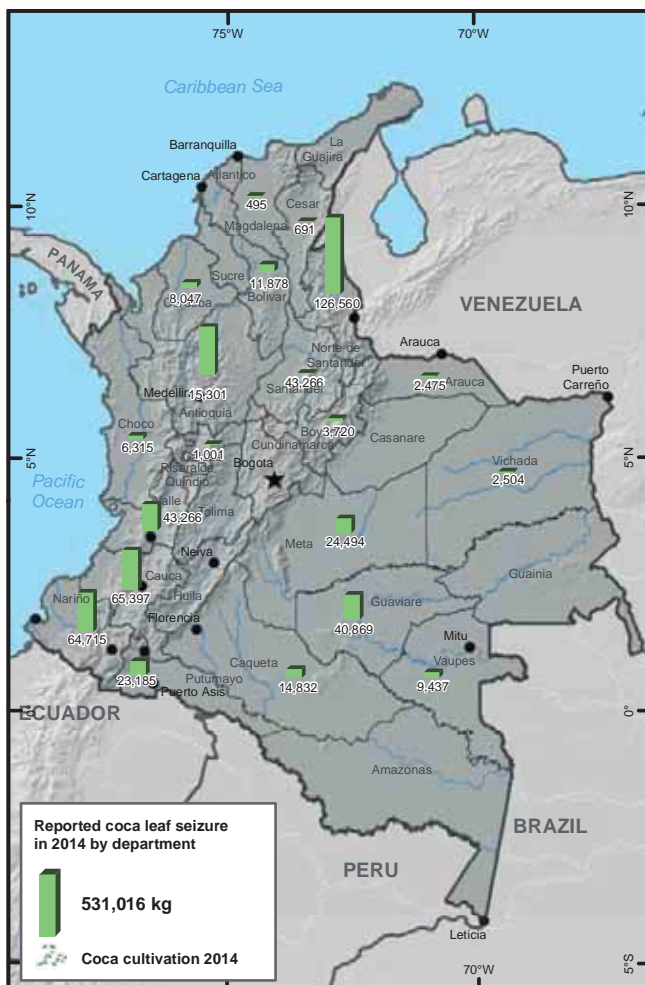 75°W
70°W
Caribbean Sea
La
Guajira
Barranquilla
Atlantico
Cartagena
10°N
10°N
495
Cesar
Magdalena
691
PANAMA
Sucre
11,878
Bolivar
8,047
126,560
VENEZUELA
Norte de
Santander
Arauca
Puerto
Carreño
43,266
Santander
2,475
Arauca
Medellin
15,301
Antioquia
Choco
6,315
3,720
Cundinamarca
Casanare
1,001
Risaralda
Quindio
Bogota
5°N
5°N
Vichada
2,504
Pacific
Ocean
Valle
43,266
Tolima
Meta
24,494
Neiva
Guainia
Cauca
65,397
Huila
Nariño
64,715
Florencia
Guaviare
40,869
Mitu
Vaupes
9,437
Caqueta
14,832
Putumayo
23,185
Puerto Asis
ECUADOR
0°
Amazonas
BRAZIL
PERU
Reported coca leaf seizure
in 2014 by department
531,016 kg
Coca cultivation 2014
Leticia
70°W
5°S